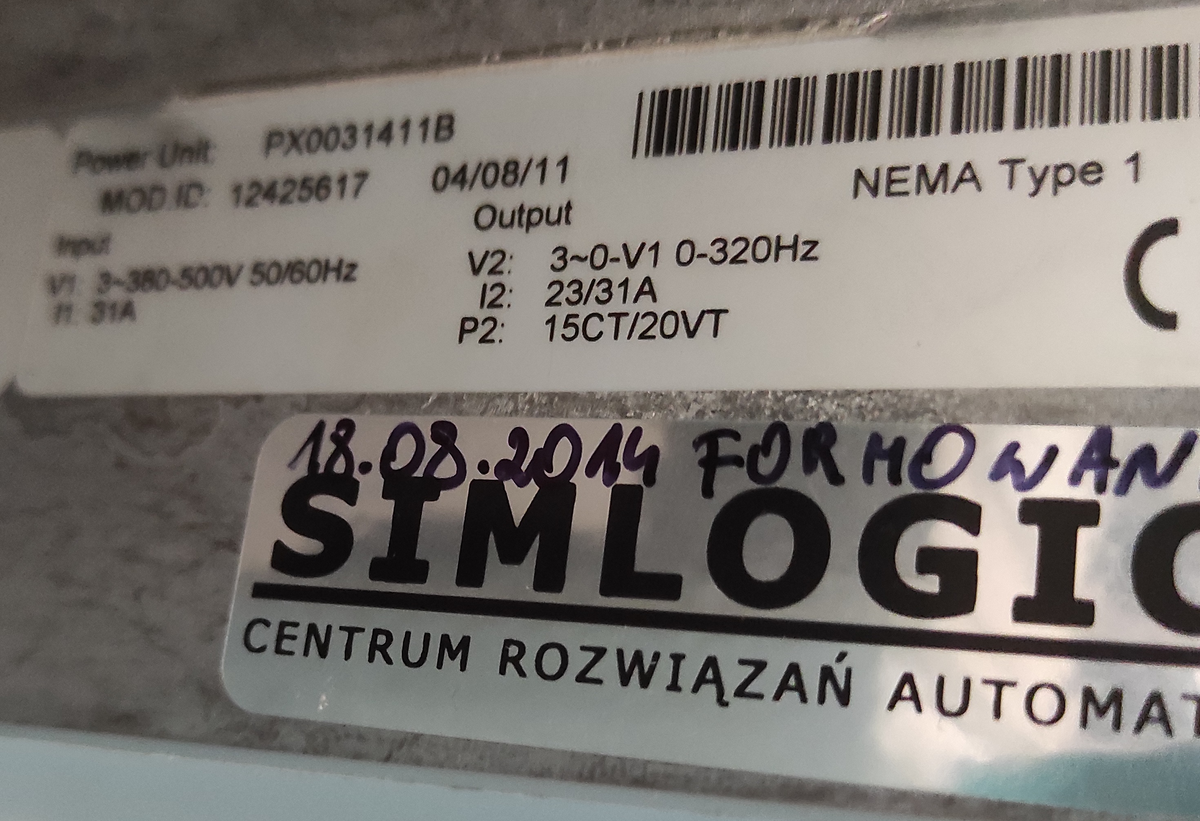 Power Unit: PX0031411B
MOD ID: 12425617 04/08/11
NEMA Type 1
Input
V1 3~380-500V 50/60Hz
I1: 31A
Output
V2: 3~0-V1 0-320Hz
I2: 23/31A
P2: 15CT/20VT
CE
18.08.2014 FORMOWAN
SIMLOGIC
CENTRUM ROZWIĄZAŃ AUTOMAT